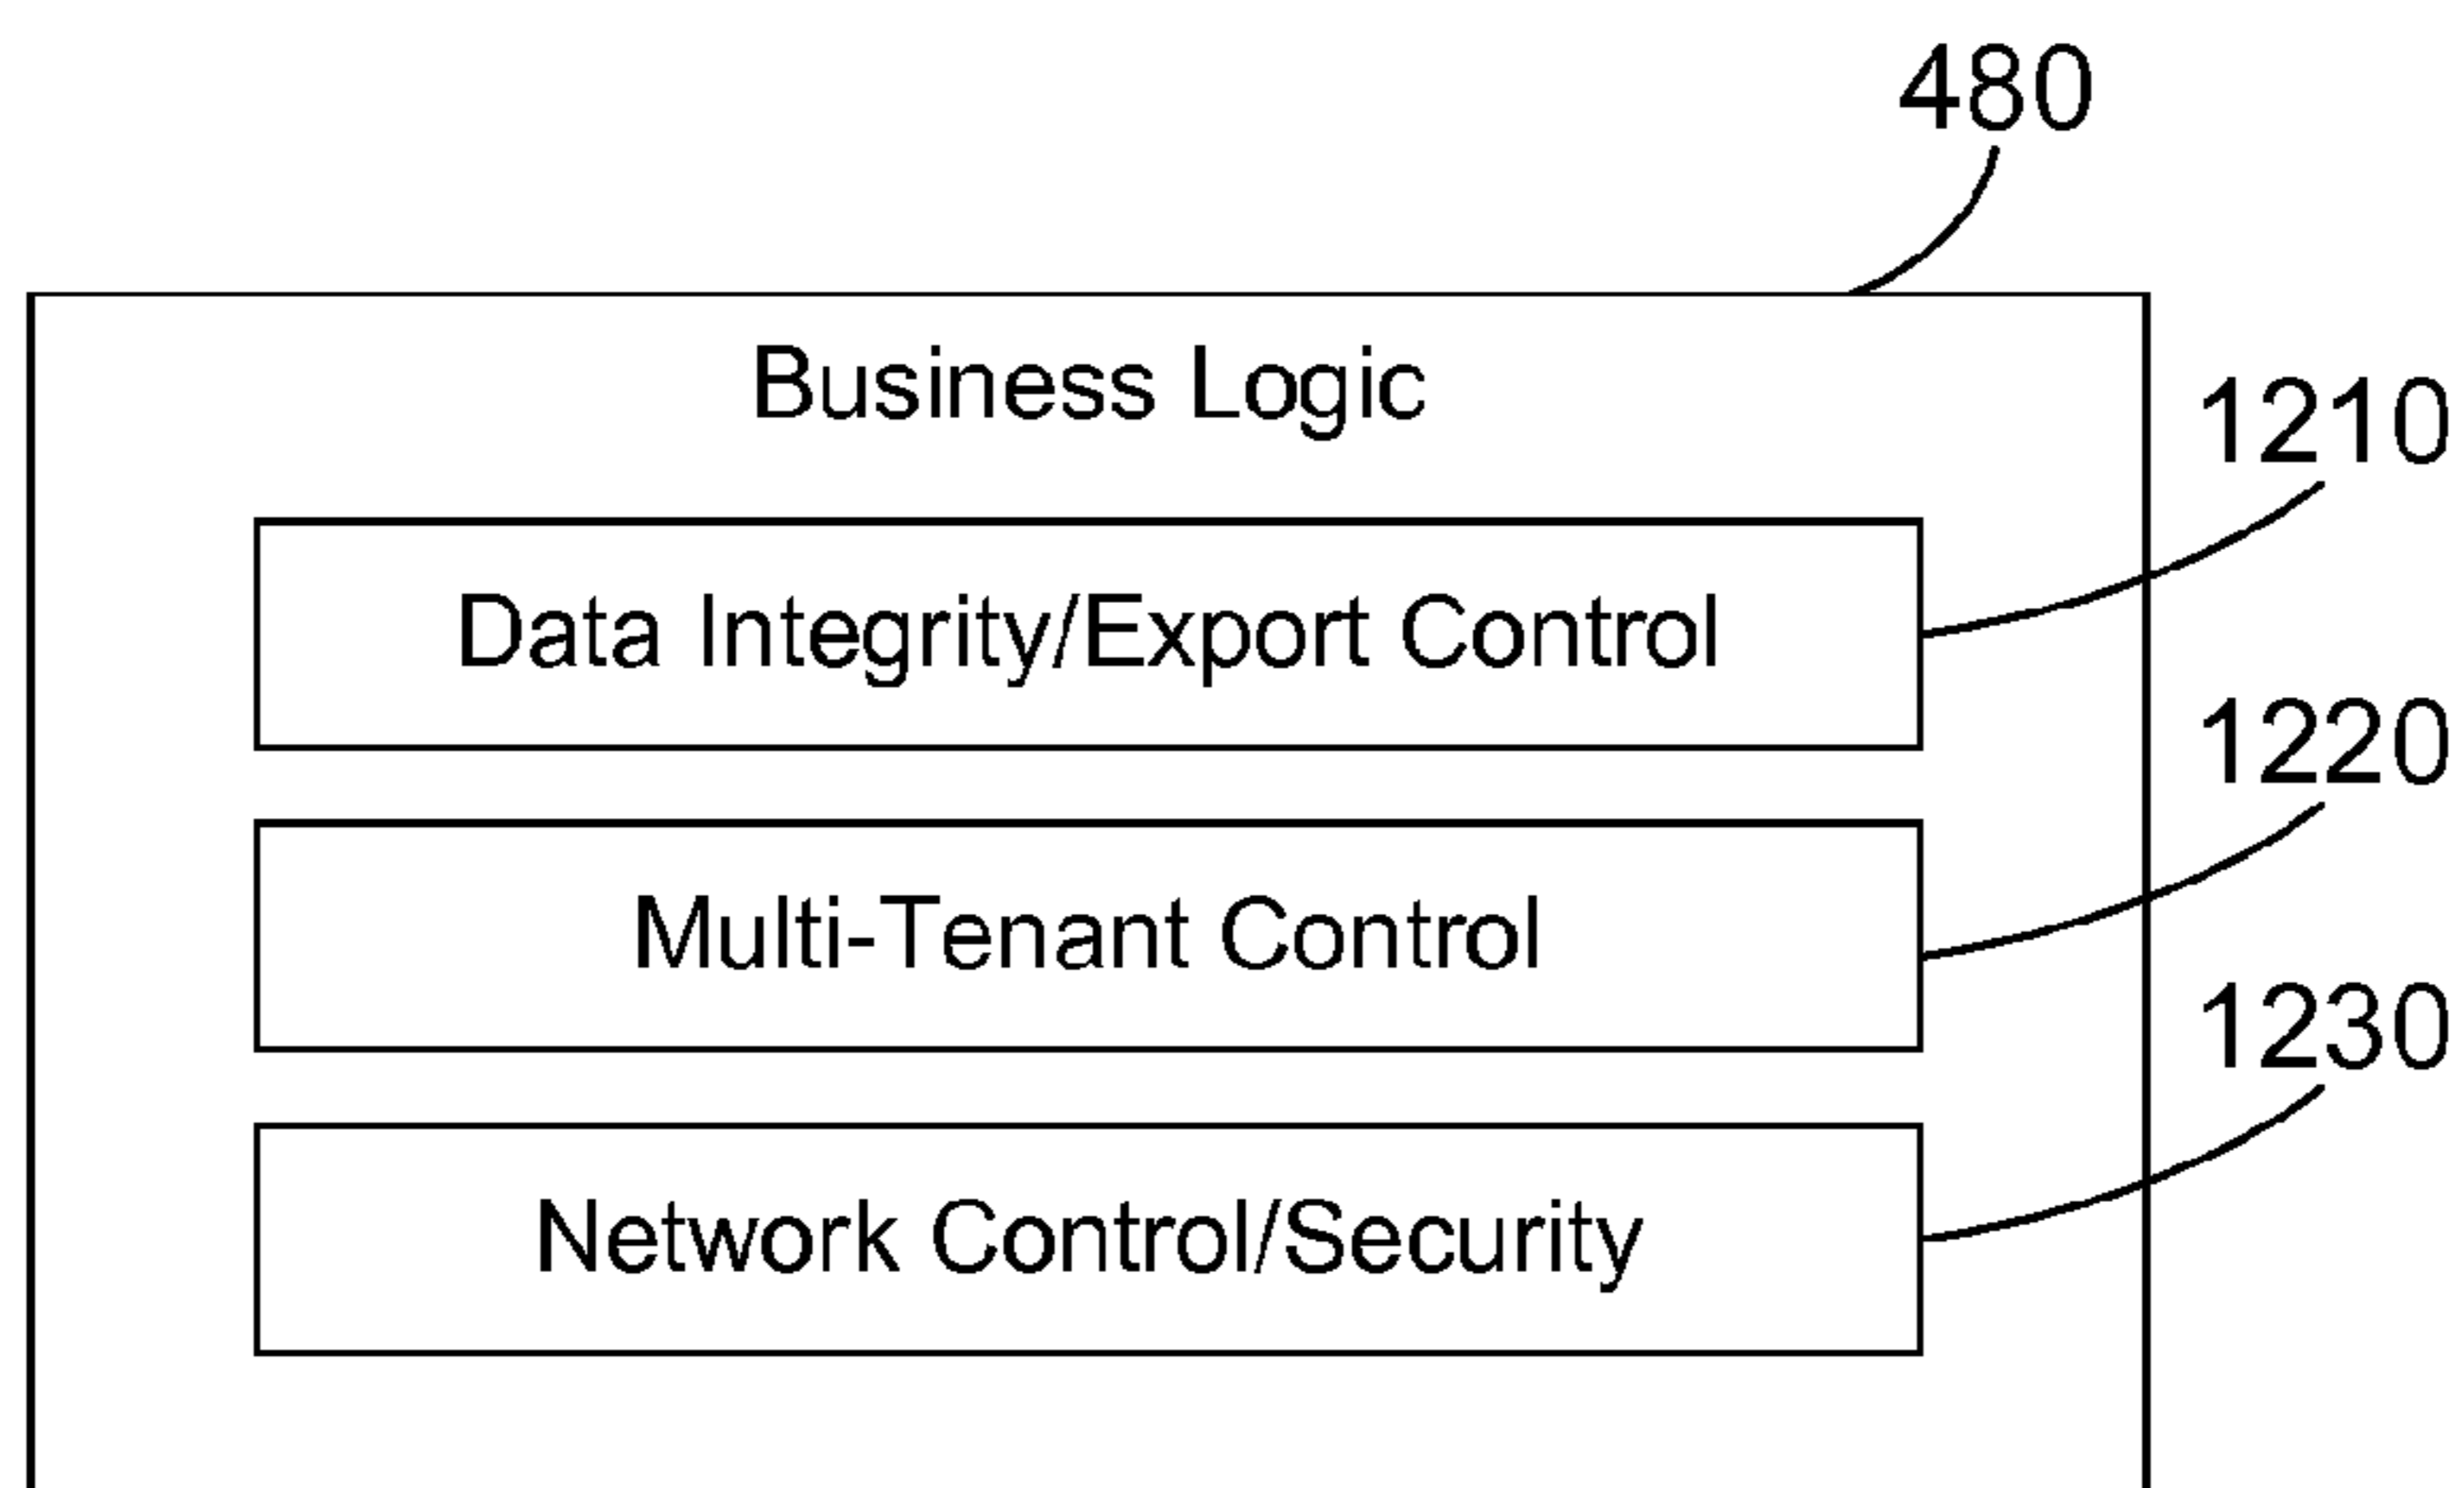 480
Business Logic
1210
Data Integrity/Export Control
1220
Multi-Tenant Control
1230
Network Control/Security